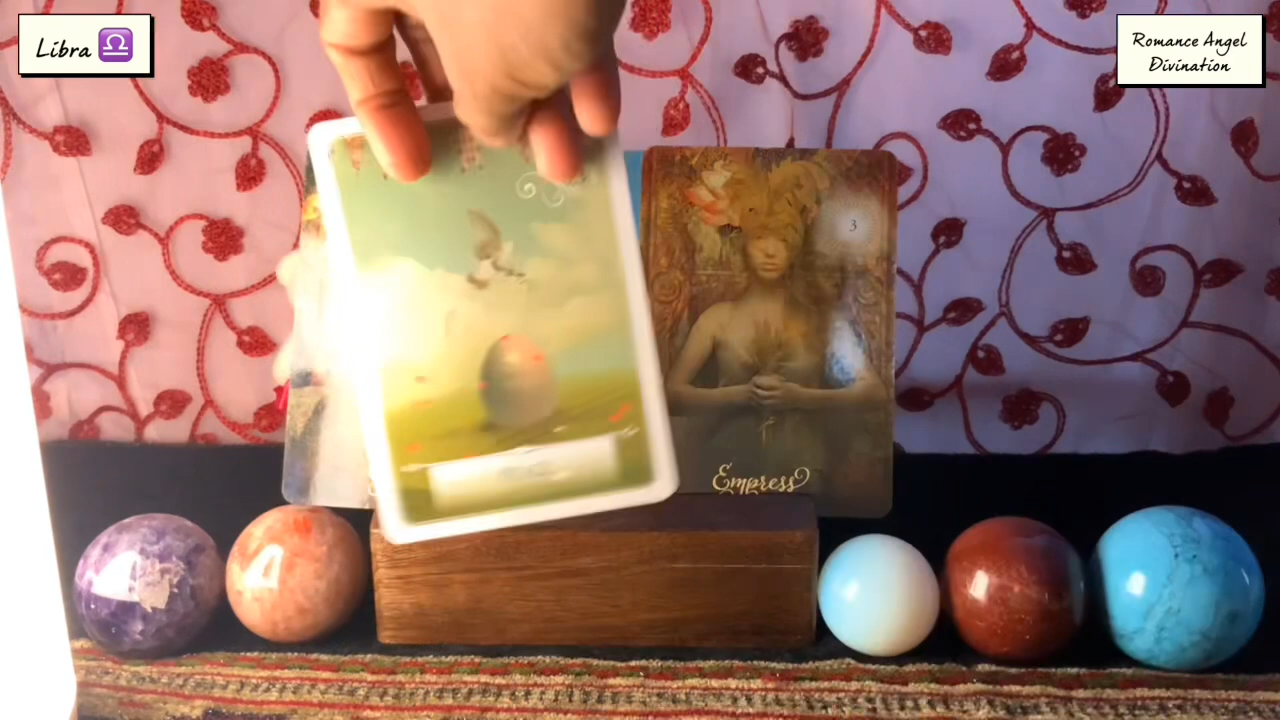 Libra ♎
Romance Angel
Divination
3
Empress